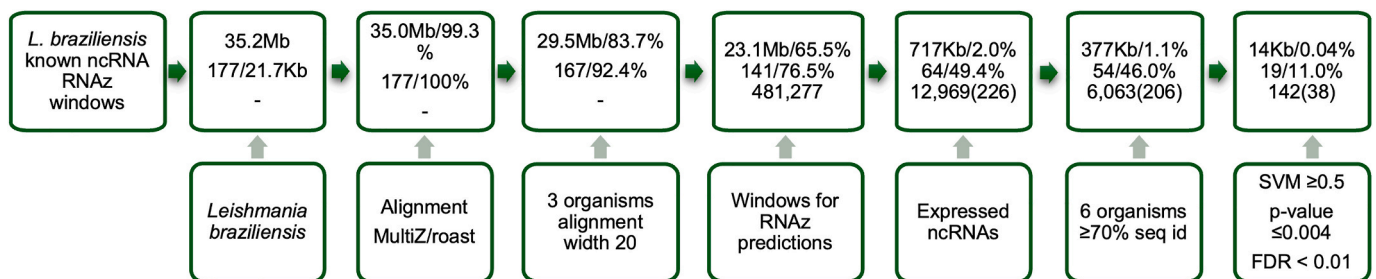 L. braziliensis
known ncRNA
RNAz
windows
35.2Mb
177/21.7Kb
-
35.0Mb/99.3
%
177/100%
-
29.5Mb/83.7%
167/92.4%
-
23.1Mb/65.5%
141/76.5%
481,277
717Kb/2.0%
64/49.4%
12,969(226)
377Kb/1.1%
54/46.0%
6,063(206)
14Kb/0.04%
19/11.0%
142(38)
Leishmania
braziliensis
Alignment
MultiZ/roast
3 organisms
alignment
width 20
Windows for
RNAz
predictions
Expressed
ncRNAs
6 organisms
≥70% seq id
SVM ≥0.5
p-value
≤0.004
FDR < 0.01